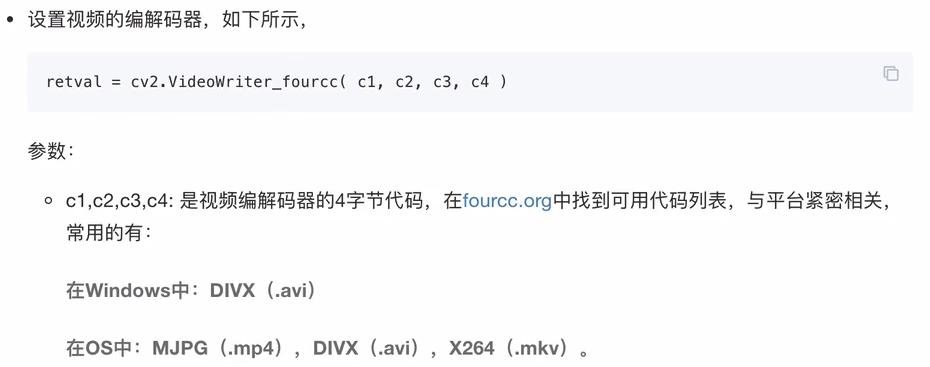 设置视频的编解码器，如下所示，
retval = cv2.VideoWriter_fourcc( c1, c2, c3, c4 )
参数：
c1,c2,c3,c4: 是视频编解码器的4字节代码，在fourcc.org中找到可用代码列表，与平台紧密相关，
常用的有：
在Windows中：DIVX（.avi）
在OS中：MJPG（.mp4），DIVX（.avi），X264（.mkv）。